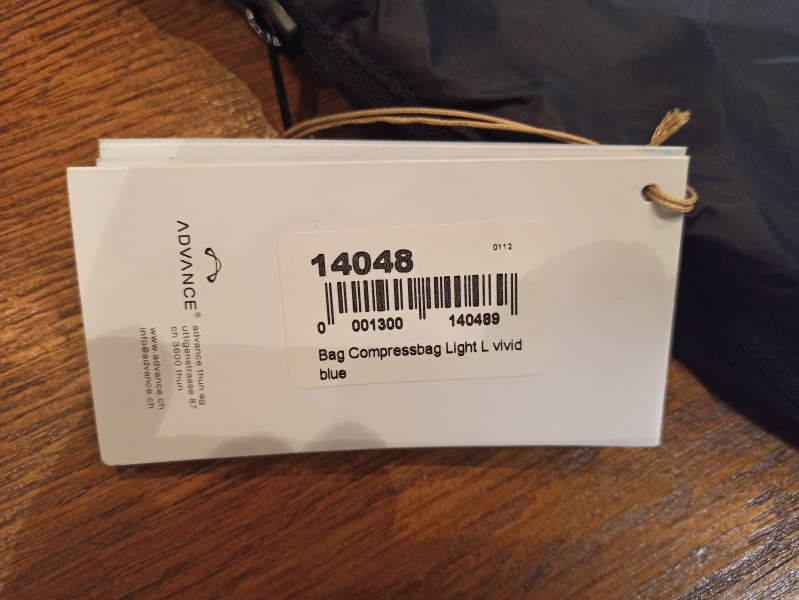 ADVANCE®
advance thun ag
uttigenstrasse 87
ch 3600 thun
www.advance.ch
info@advance.ch
0112
14048
0 001300 140489
Bag Compressbag Light L vivid
blue